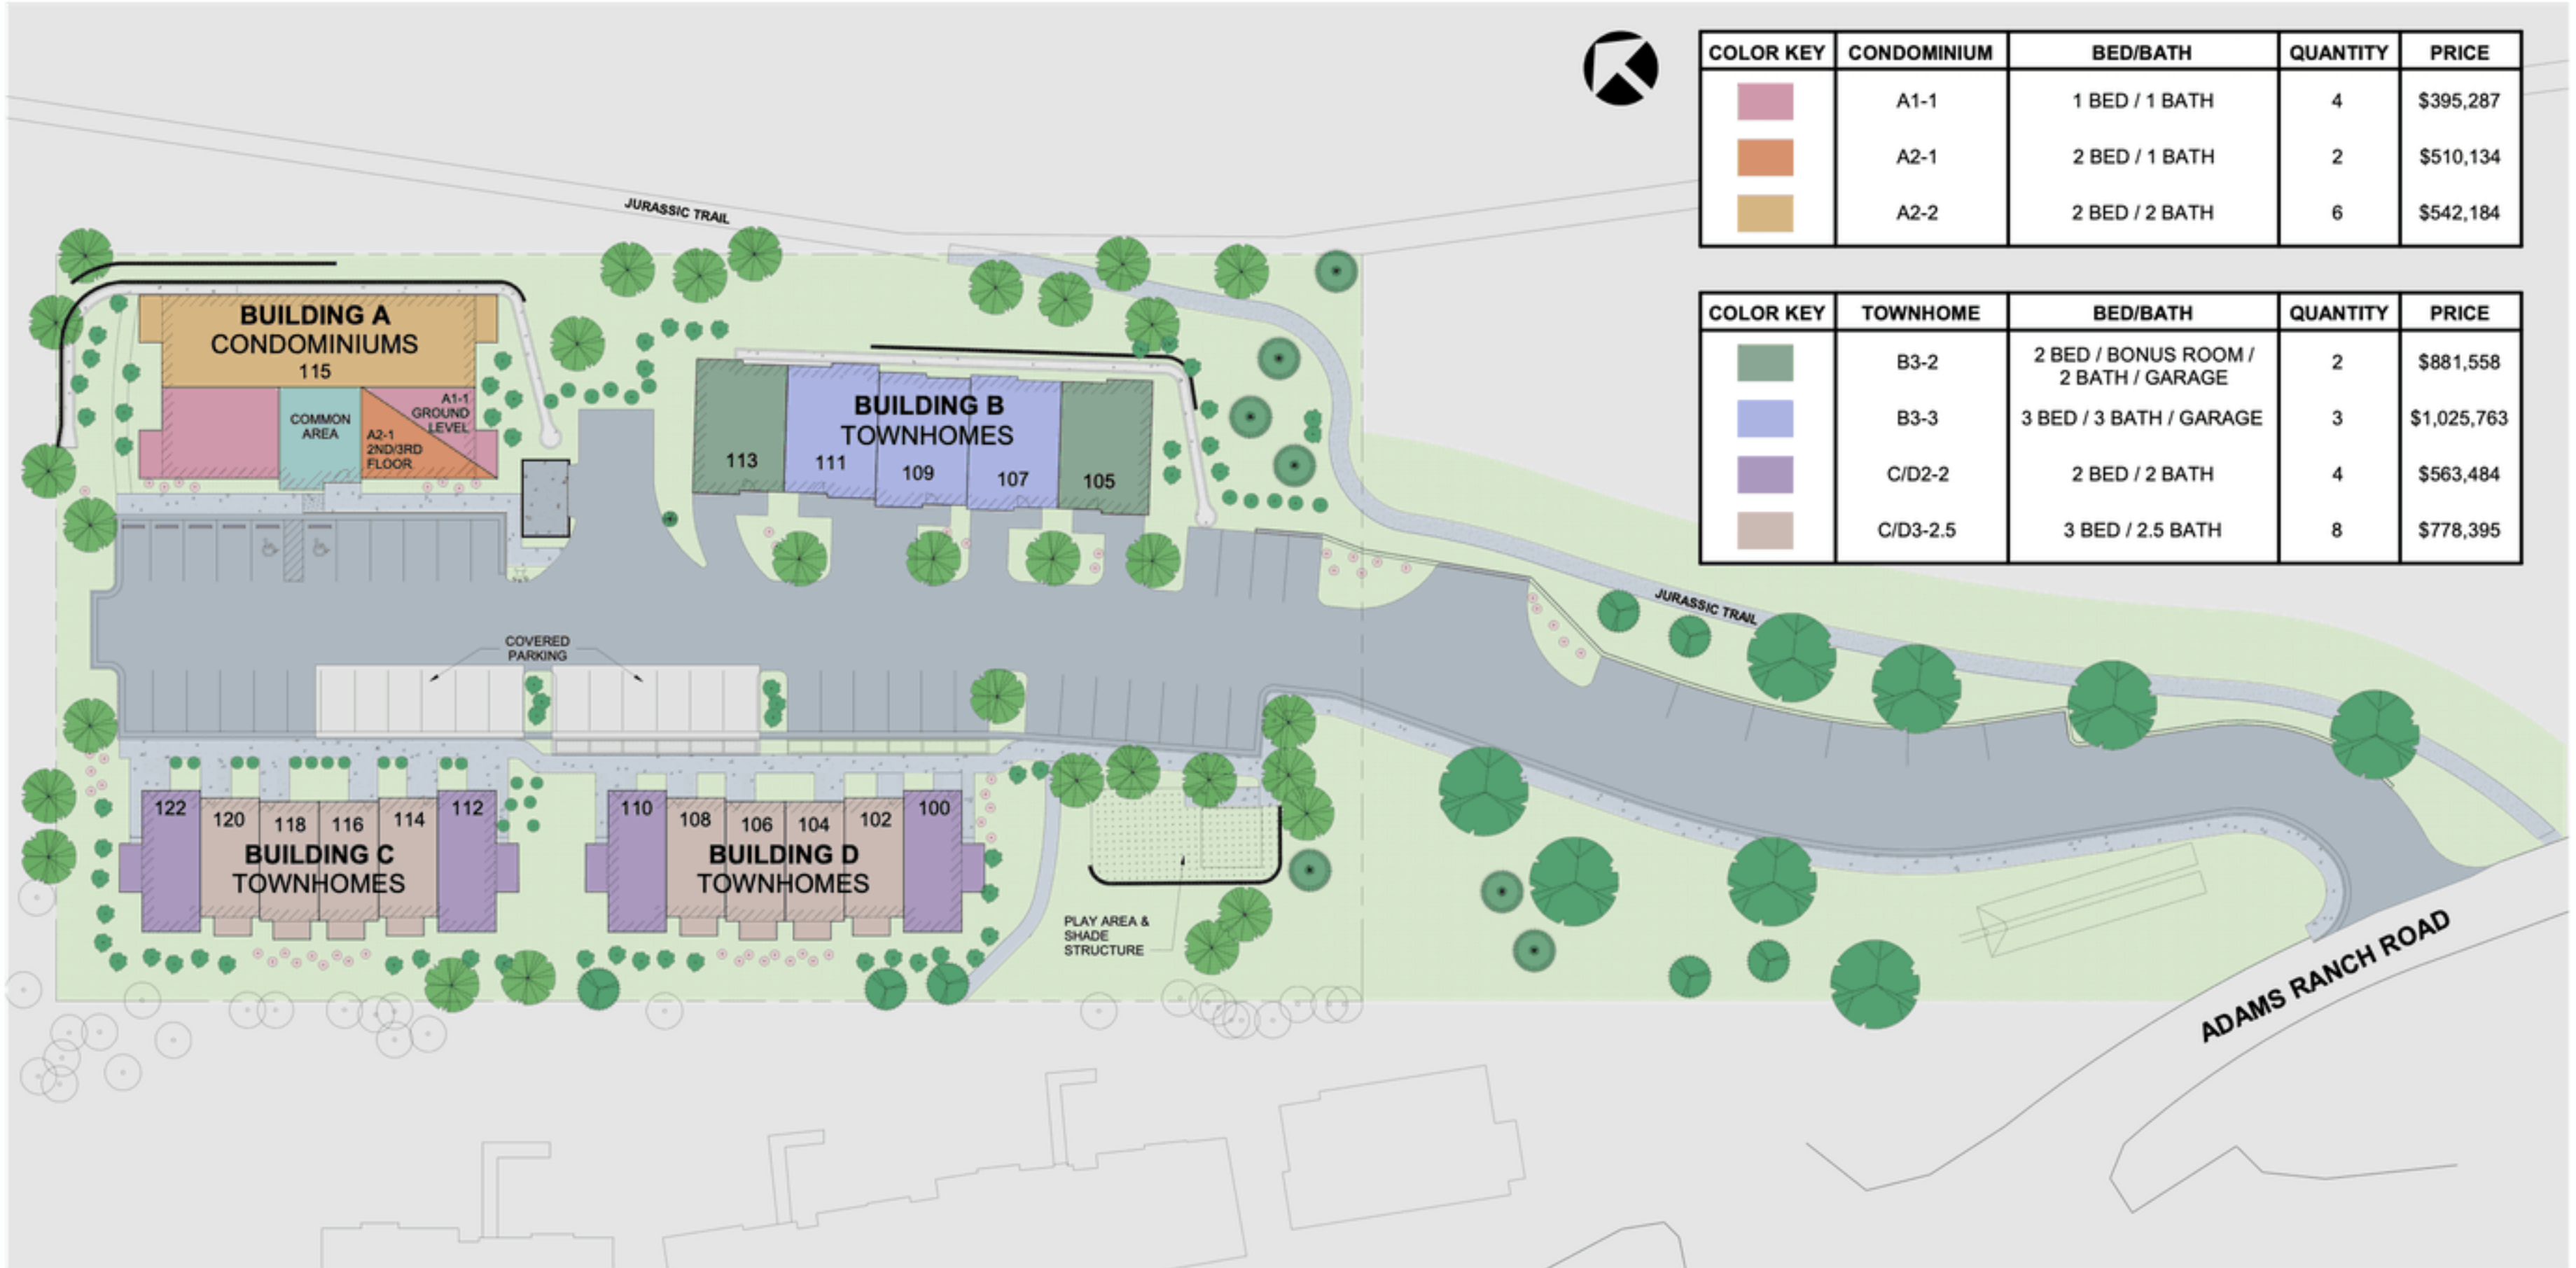 COLOR KEY CONDOMINIUM BED/BATH QUANTITY PRICE
A1-1 1 BED / 1 BATH 4 $395,287
A2-1 2 BED / 1 BATH 2 $510,134
A2-2 2 BED / 2 BATH 6 $542,184
COLOR KEY TOWNHOME BED/BATH QUANTITY PRICE
B3-2 2 BED / BONUS ROOM / 2 $881,558
2 BATH / GARAGE
B3-3 3 BED / 3 BATH / GARAGE 3 $1,025,763
C/D2-2 2 BED / 2 BATH 4 $563,484
C/D3-2.5 3 BED / 2.5 BATH 8 $778,395
JURASSIC TRAIL
BUILDING A
CONDOMINIUMS
115
COMMON
AREA
A1-1
GROUND
LEVEL
A2-1
2ND/3RD
FLOOR
BUILDING B
TOWNHOMES
113
111
109
107
105
COVERED
PARKING
JURASSIC TRAIL
122
120
118
116
114
112
BUILDING C
TOWNHOMES
110
108
106
104
102
100
BUILDING D
TOWNHOMES
PLAY AREA &
SHADE
STRUCTURE
ADAMS RANCH ROAD